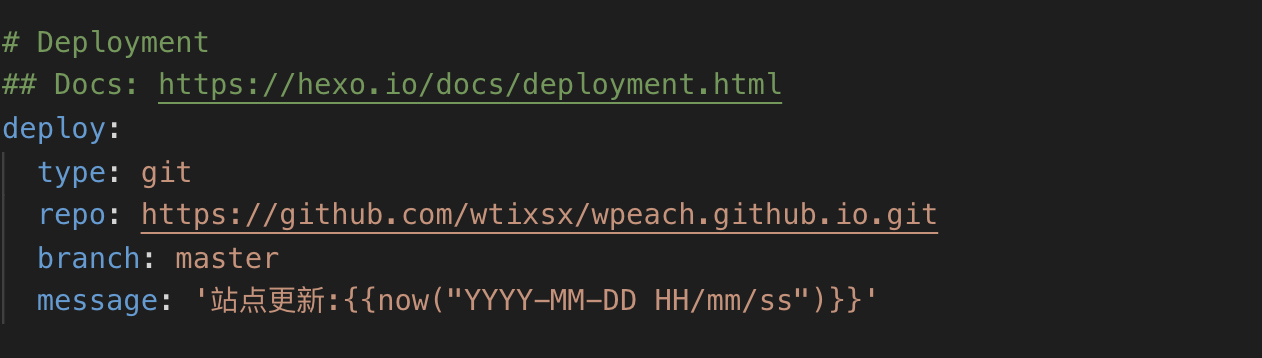 # Deployment
## Docs: https://hexo.io/docs/deployment.html
deploy:
  type: git
  repo: https://github.com/wtixsx/wpeach.github.io.git
  branch: master
  message: '站点更新:{{now("YYYY-MM-DD HH/mm/ss")}}'